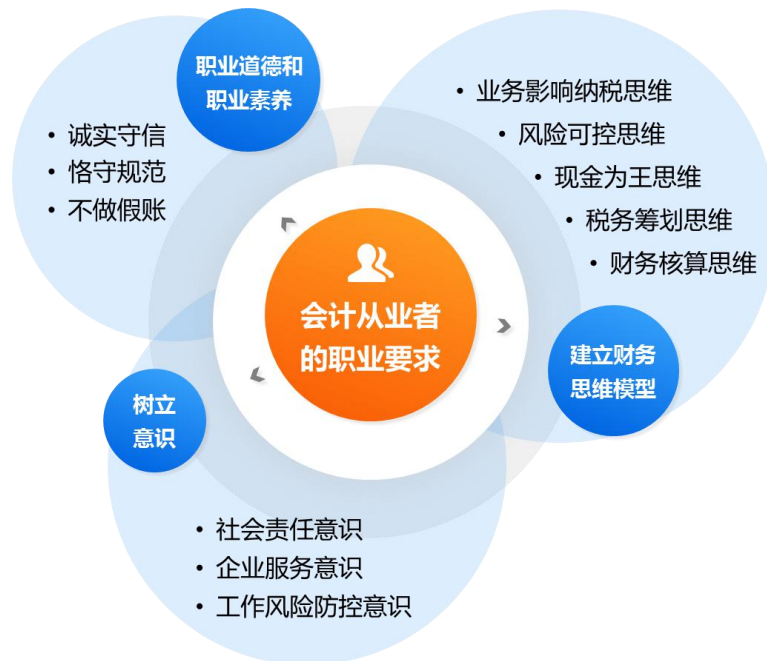 职业道德和
职业素养
• 诚实守信
• 恪守规范
• 不做假账
• 业务影响纳税思维
• 风险可控思维
• 现金为王思维
• 税务筹划思维
• 财务核算思维
会计从业者
的职业要求
建立财务
思维模型
树立
意识
• 社会责任意识
• 企业服务意识
• 工作风险防控意识